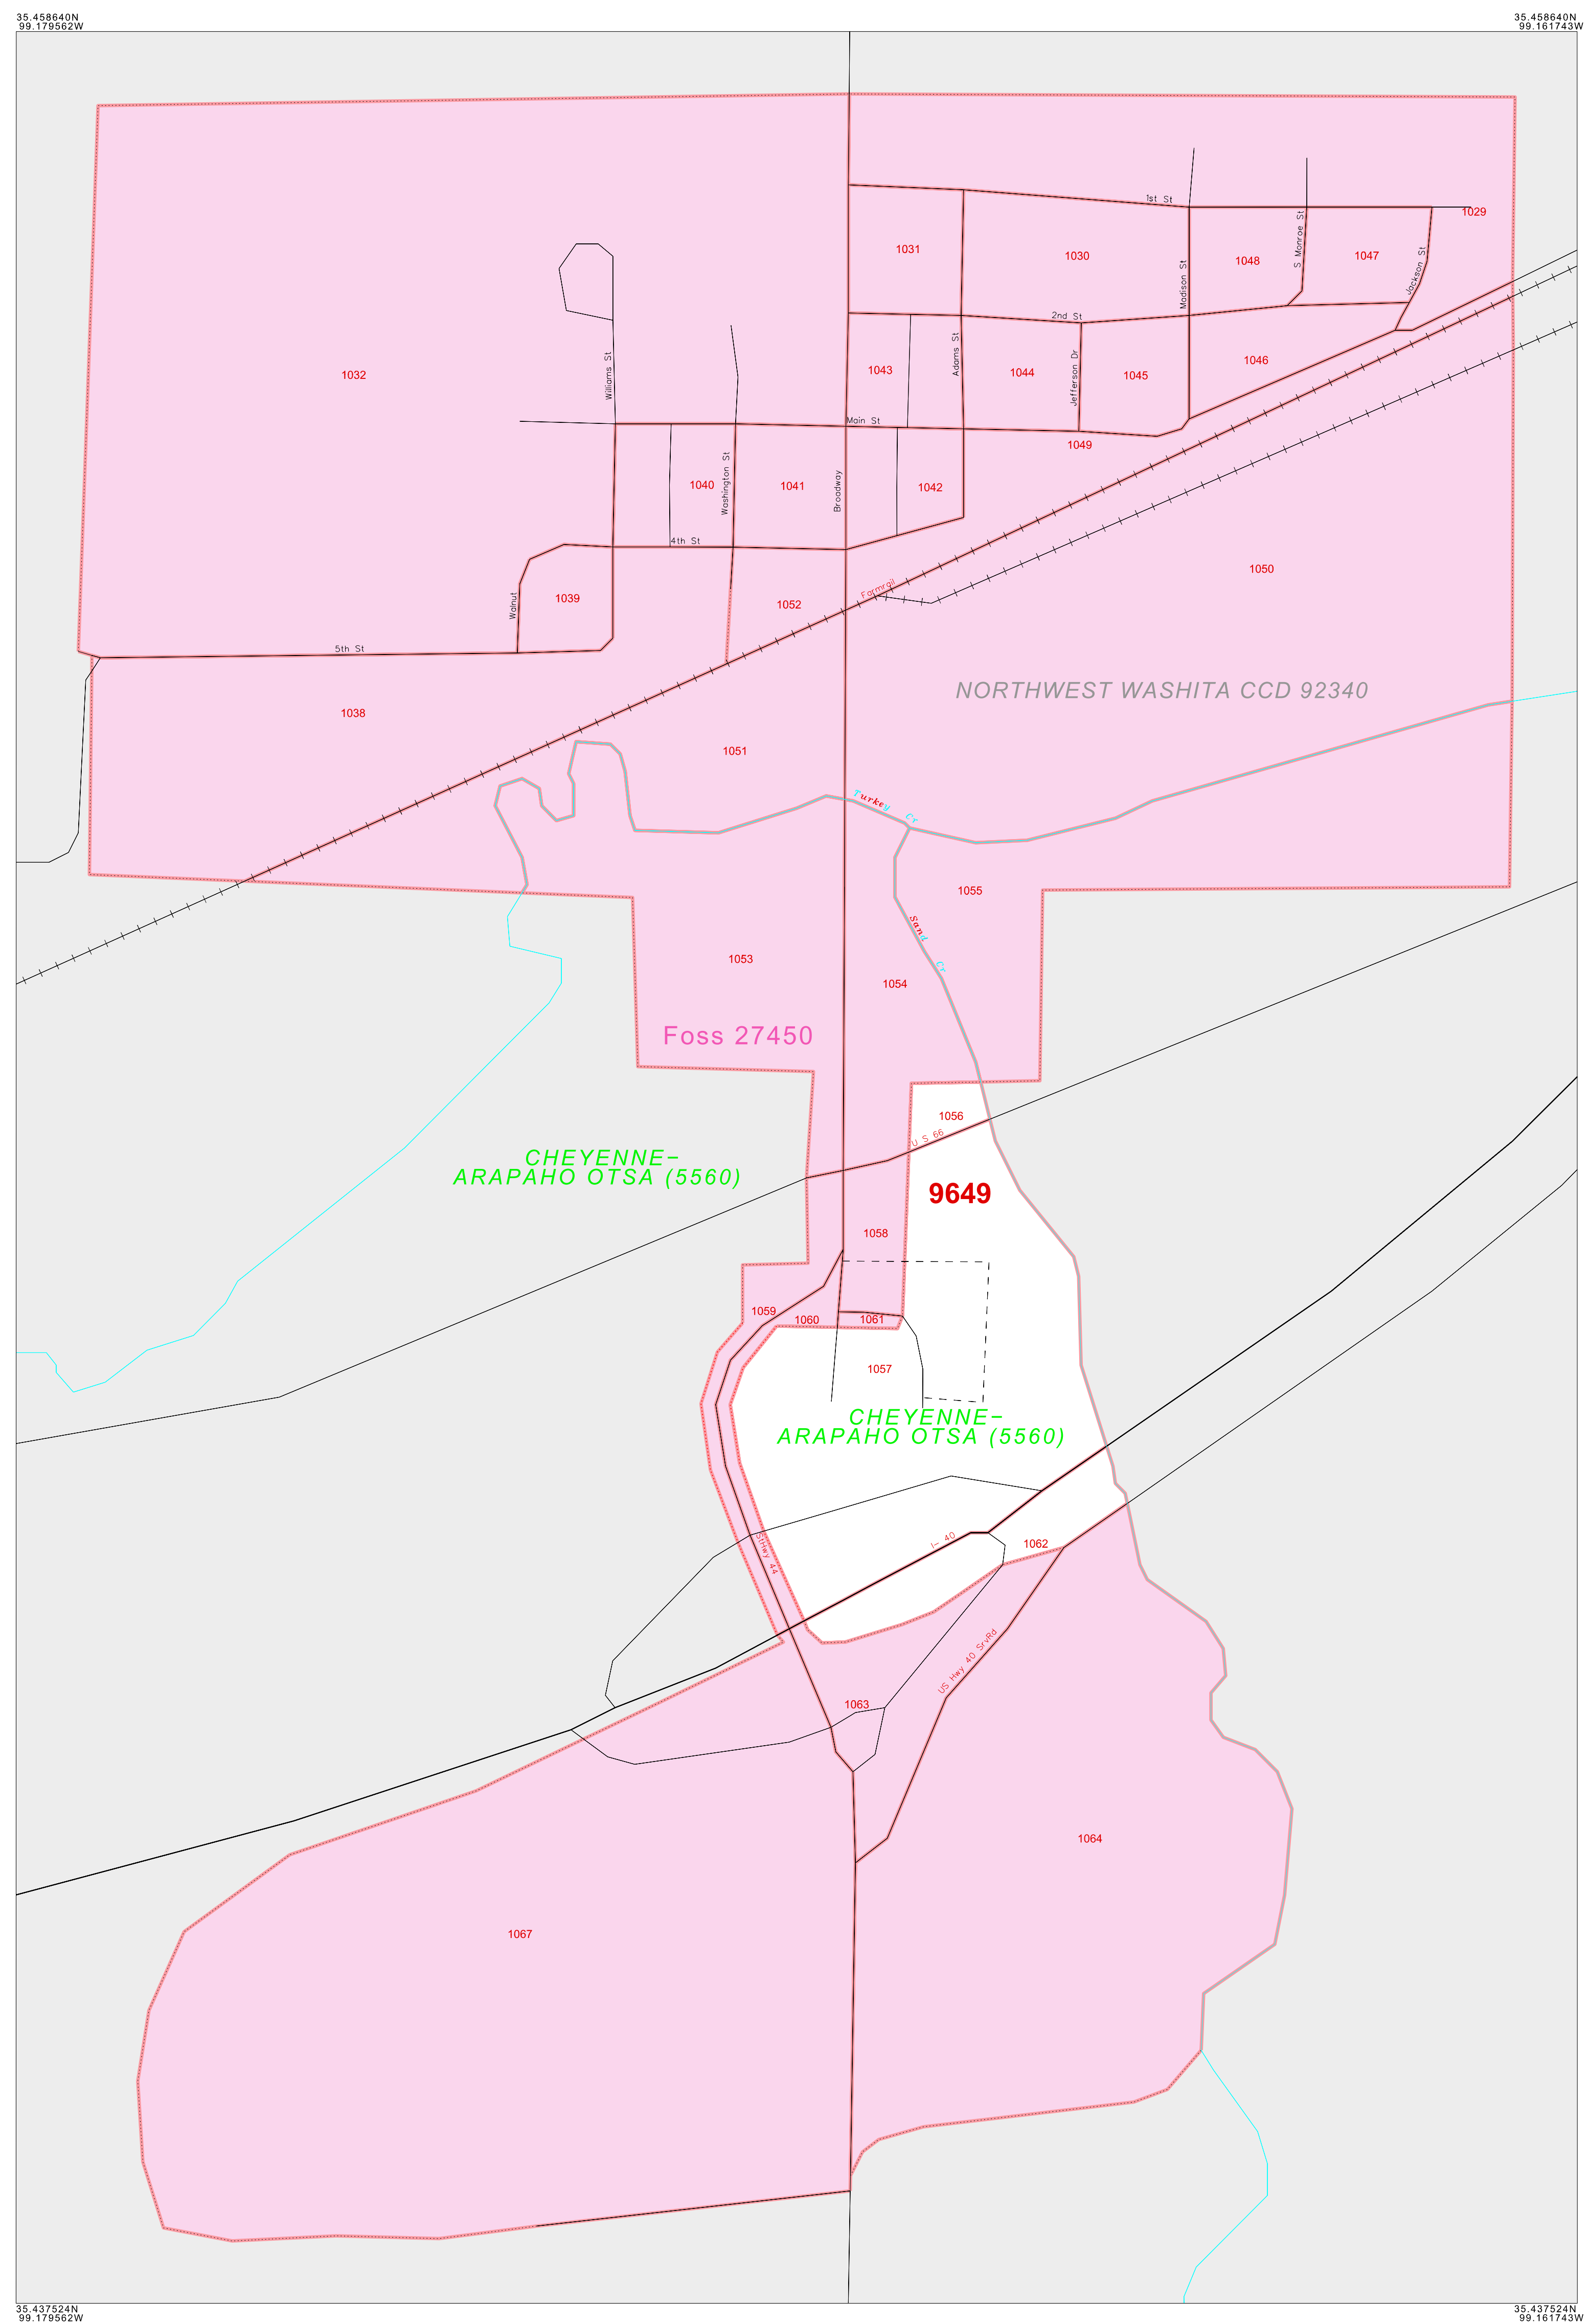 35.458640N
99.179562W
35.458640N
99.161743W
1st St
1029
S Monroe St
1031
1030
1048
1047
Jackson St
Madison St
2nd St
Williams St
1032
1043
Adams St
1044
Jefferson Dr
1045
1046
Main St
1049
Washington St
1040
1041
Broadway
1042
4th St
1050
Farmrail
1039
Walnut
1052
5th St
NORTHWEST WASHITA CCD 92340
1038
1051
Turkey Cr
1055
Sand Cr
1053
1054
Foss 27450
1056
U S 66
CHEYENNE-
ARAPAHO OTSA (5560)
9649
1058
1059
1060
1061
1057
CHEYENNE-
ARAPAHO OTSA (5560)
StHwy 44
I- 40
1062
US Hwy 40 SrvRd
1063
1064
1067
35.437524N
99.179562W
35.437524N
99.161743W